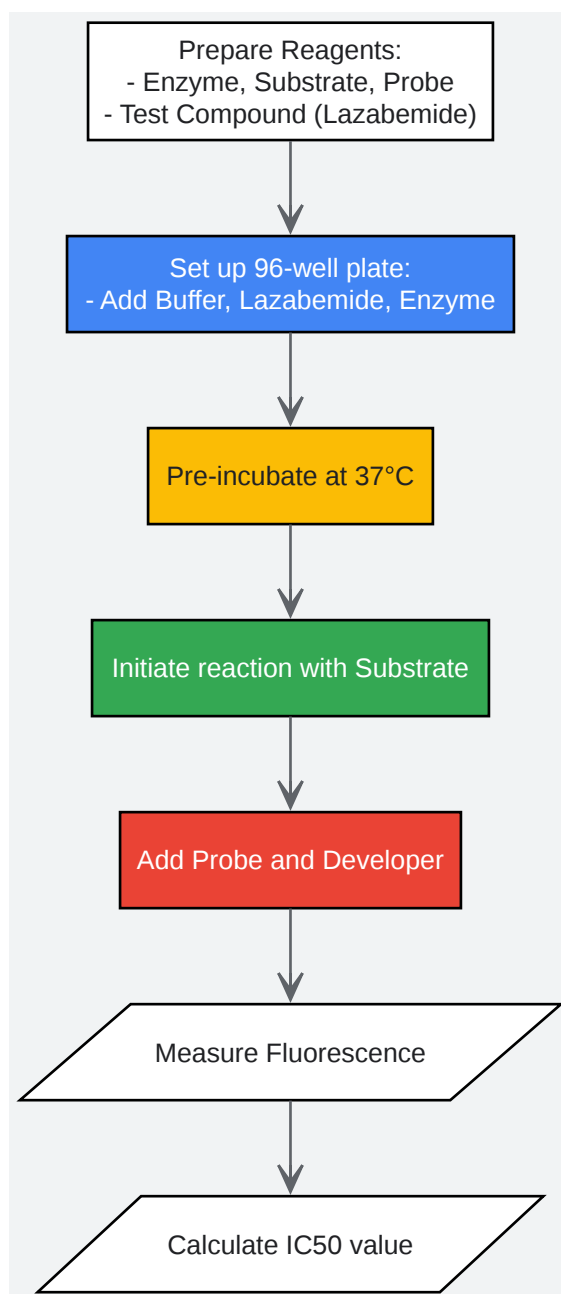 Prepare Reagents:
- Enzyme, Substrate, Probe
- Test Compound (Lazabemide)
Set up 96-well plate:
- Add Buffer, Lazabemide, Enzyme
Pre-incubate at 37°C
Initiate reaction with Substrate
Add Probe and Developer
Measure Fluorescence
Calculate IC50 value